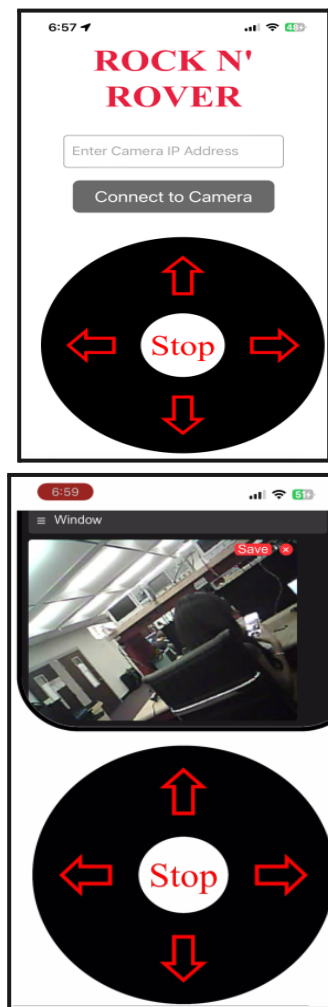 6:57
48
ROCK N'
ROVER
Enter Camera IP Address
Connect to Camera
Stop
6:59
51
≡ Window
Save ×
Stop